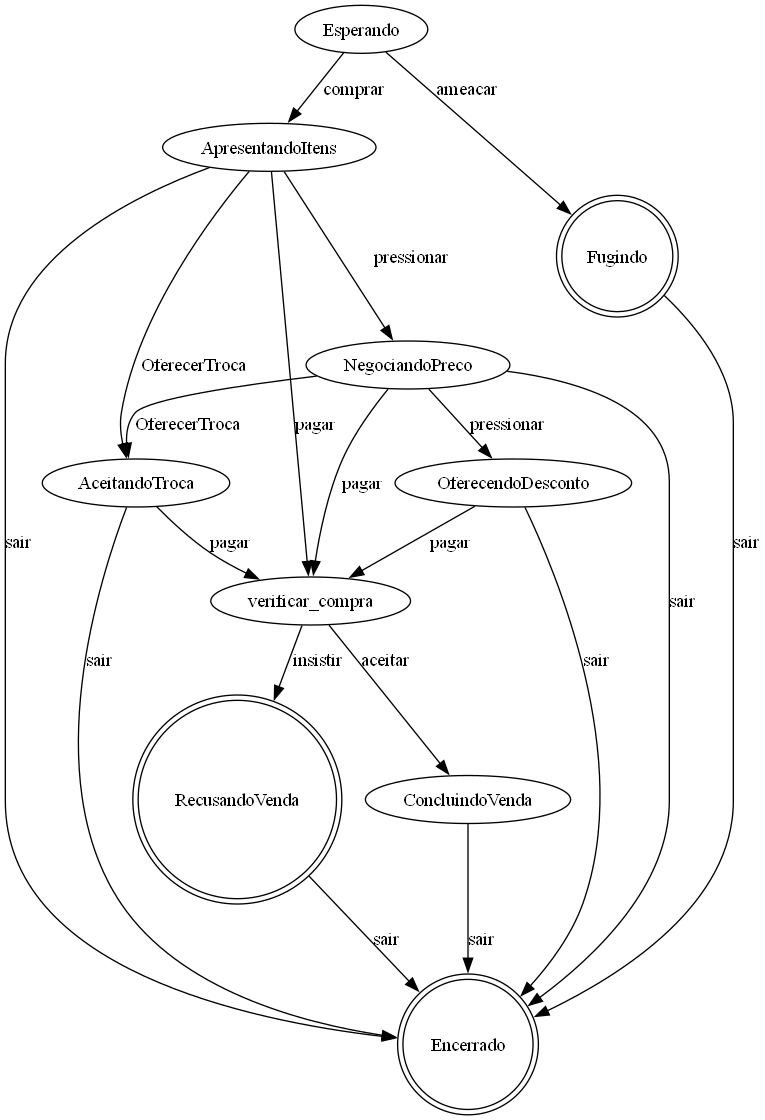 Esperando
comprar
ameacar
ApresentandoItens
Fugindo
pressionar
OferecerTroca
NegociandoPreco
OferecerTroca
pagar
pressionar
AceitandoTroca
pagar
OferecendoDesconto
sair
pagar
pagar
sair
verificar_compra
sair
sair
insistir
aceitar
sair
RecusandoVenda
ConcluindoVenda
sair
sair
Encerrado